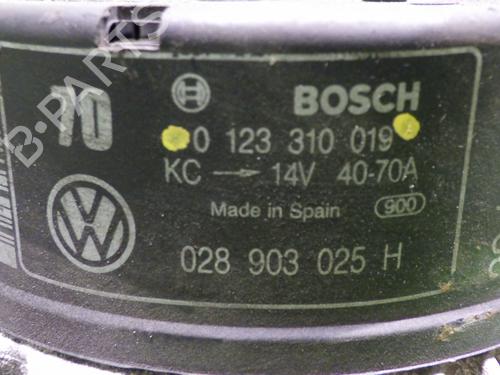 B-PARTS
70
BOSCH
0 123 310 019
KC → 14V 40-70A
Made in Spain 900
028 903 025 H